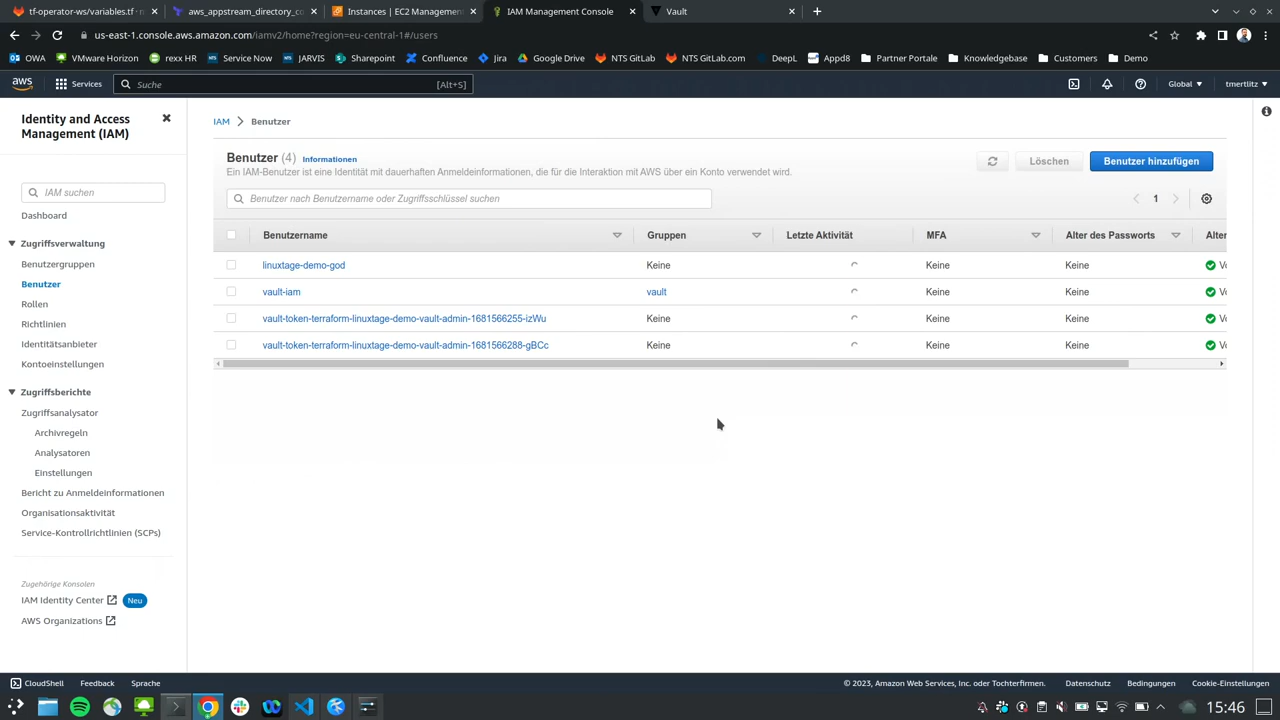 tf-operator-ws/variables.tf · n
aws_appstream_directory_co
Instances | EC2 Managemen
IAM Management Console
Vault
us-east-1.console.aws.amazon.com/iamv2/home?region=eu-central-1#/users
OWA
VMware Horizon
rexx HR
Service Now
JARVIS
Sharepoint
Confluence
Jira
Google Drive
NTS GitLab
NTS GitLab.com
DeepL
Appd8
Partner Portale
Knowledgebase
Customers
Demo
aws
Services
Suche
[Alt+S]
Global
tmertlitz
Identity and Access
Management (IAM)
IAM suchen
Dashboard
Zugriffsverwaltung
Benutzergruppen
Benutzer
Rollen
Richtlinien
Identitätsanbieter
Kontoeinstellungen
Zugriffsberichte
Zugriffsanalysator
Archivregeln
Analysatoren
Einstellungen
Bericht zu Anmeldeinformationen
Organisationsaktivität
Service-Kontrollrichtlinien (SCPs)
Zugehörige Konsolen
IAM Identity Center Neu
AWS Organizations
IAM > Benutzer
Benutzer (4) Informationen
Ein IAM-Benutzer ist eine Identität mit dauerhaften Anmeldeinformationen, die für die Interaktion mit AWS über ein Konto verwendet wird.
Löschen
Benutzer hinzufügen
Benutzer nach Benutzername oder Zugriffsschlüssel suchen
1
Benutzername Gruppen Letzte Aktivität MFA Alter des Passworts Alter
linuxtage-demo-god Keine Keine Keine Vo
vault-iam vault Keine Keine Vo
vault-token-terraform-linuxtage-demo-vault-admin-1681566255-izWu Keine Keine Keine Vo
vault-token-terraform-linuxtage-demo-vault-admin-1681566288-gBCc Keine Keine Keine Vo
CloudShell Feedback Sprache
© 2023, Amazon Web Services, Inc. oder Tochterfirmen. Datenschutz Bedingungen Cookie-Einstellungen
15:46